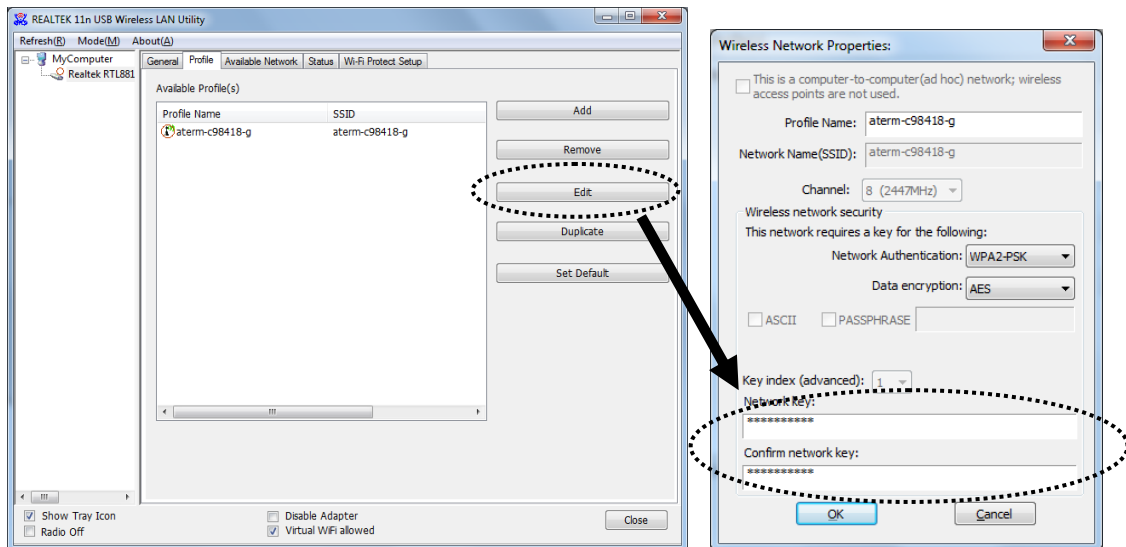 REALTEK 11n USB Wireless LAN Utility
Refresh(R) Mode(M) About(A)
MyComputer
Realtek RTL881
General Profile Available Network Status Wi-Fi Protect Setup
Available Profile(s)
Profile Name SSID
aterm-c98418-g aterm-c98418-g
Add
Remove
Edit
Duplicate
Set Default
Show Tray Icon
Radio Off
Disable Adapter
Virtual WiFi allowed
Close
Wireless Network Properties:
This is a computer-to-computer(ad hoc) network; wireless
access points are not used.
Profile Name: aterm-c98418-g
Network Name(SSID): aterm-c98418-g
Channel: 8 (2447MHz)
Wireless network security
This network requires a key for the following:
Network Authentication: WPA2-PSK
Data encryption: AES
ASCII PASSPHRASE
Key index (advanced): 1
Network key:
**********
Confirm network key:
**********
OK Cancel